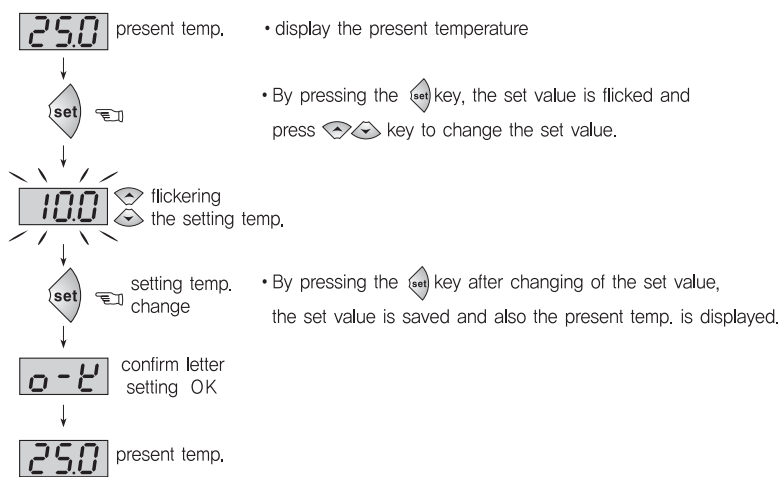 25.0 present temp. • display the present temperature
set • By pressing the set key, the set value is flicked and
press key to change the set value.
10.0 flickering
the setting temp.
set setting temp. • By pressing the set key after changing of the set value,
change
the set value is saved and also the present temp. is displayed.
o-k confirm letter
setting OK
25.0 present temp.